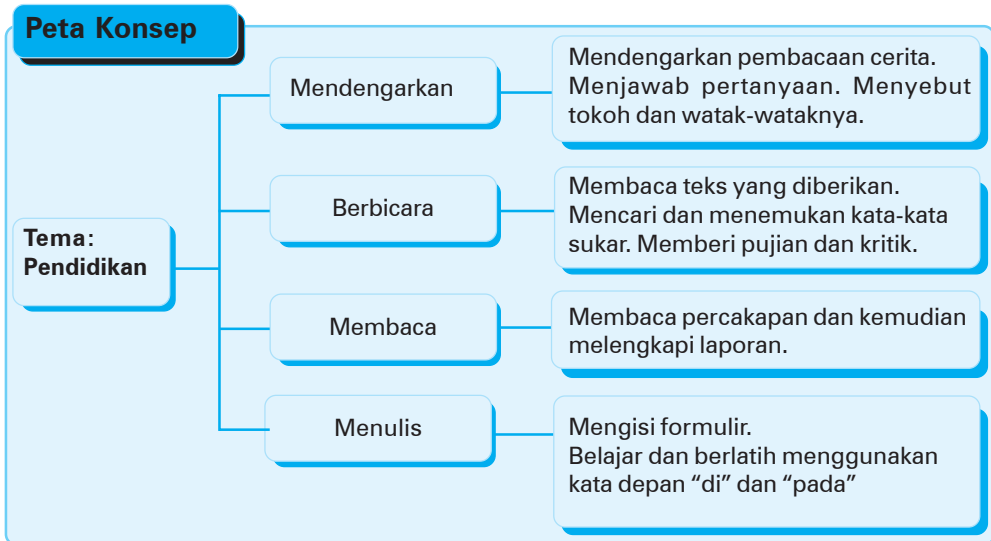 Peta Konsep
Tema:
Pendidikan
Mendengarkan
Mendengarkan pembacaan cerita.
Menjawab pertanyaan. Menyebut
tokoh dan watak-wataknya.
Berbicara
Membaca teks yang diberikan.
Mencari dan menemukan kata-kata
sukar. Memberi pujian dan kritik.
Membaca
Membaca percakapan dan kemudian
melengkapi laporan.
Menulis
Mengisi formulir.
Belajar dan berlatih menggunakan
kata depan “di” dan “pada”